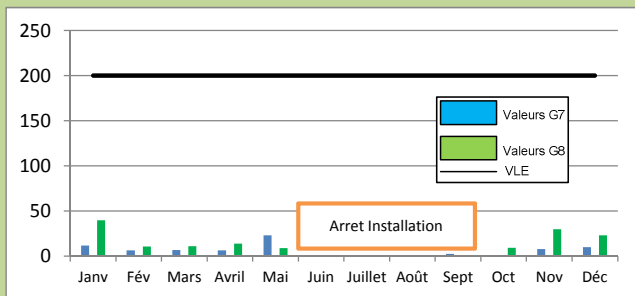 250
200
150
100
50
0
Valeurs G7
Valeurs G8
VLE
Arret Installation
Janv Fév Mars Avril Mai Juin Juillet Août Sept Oct Nov Déc